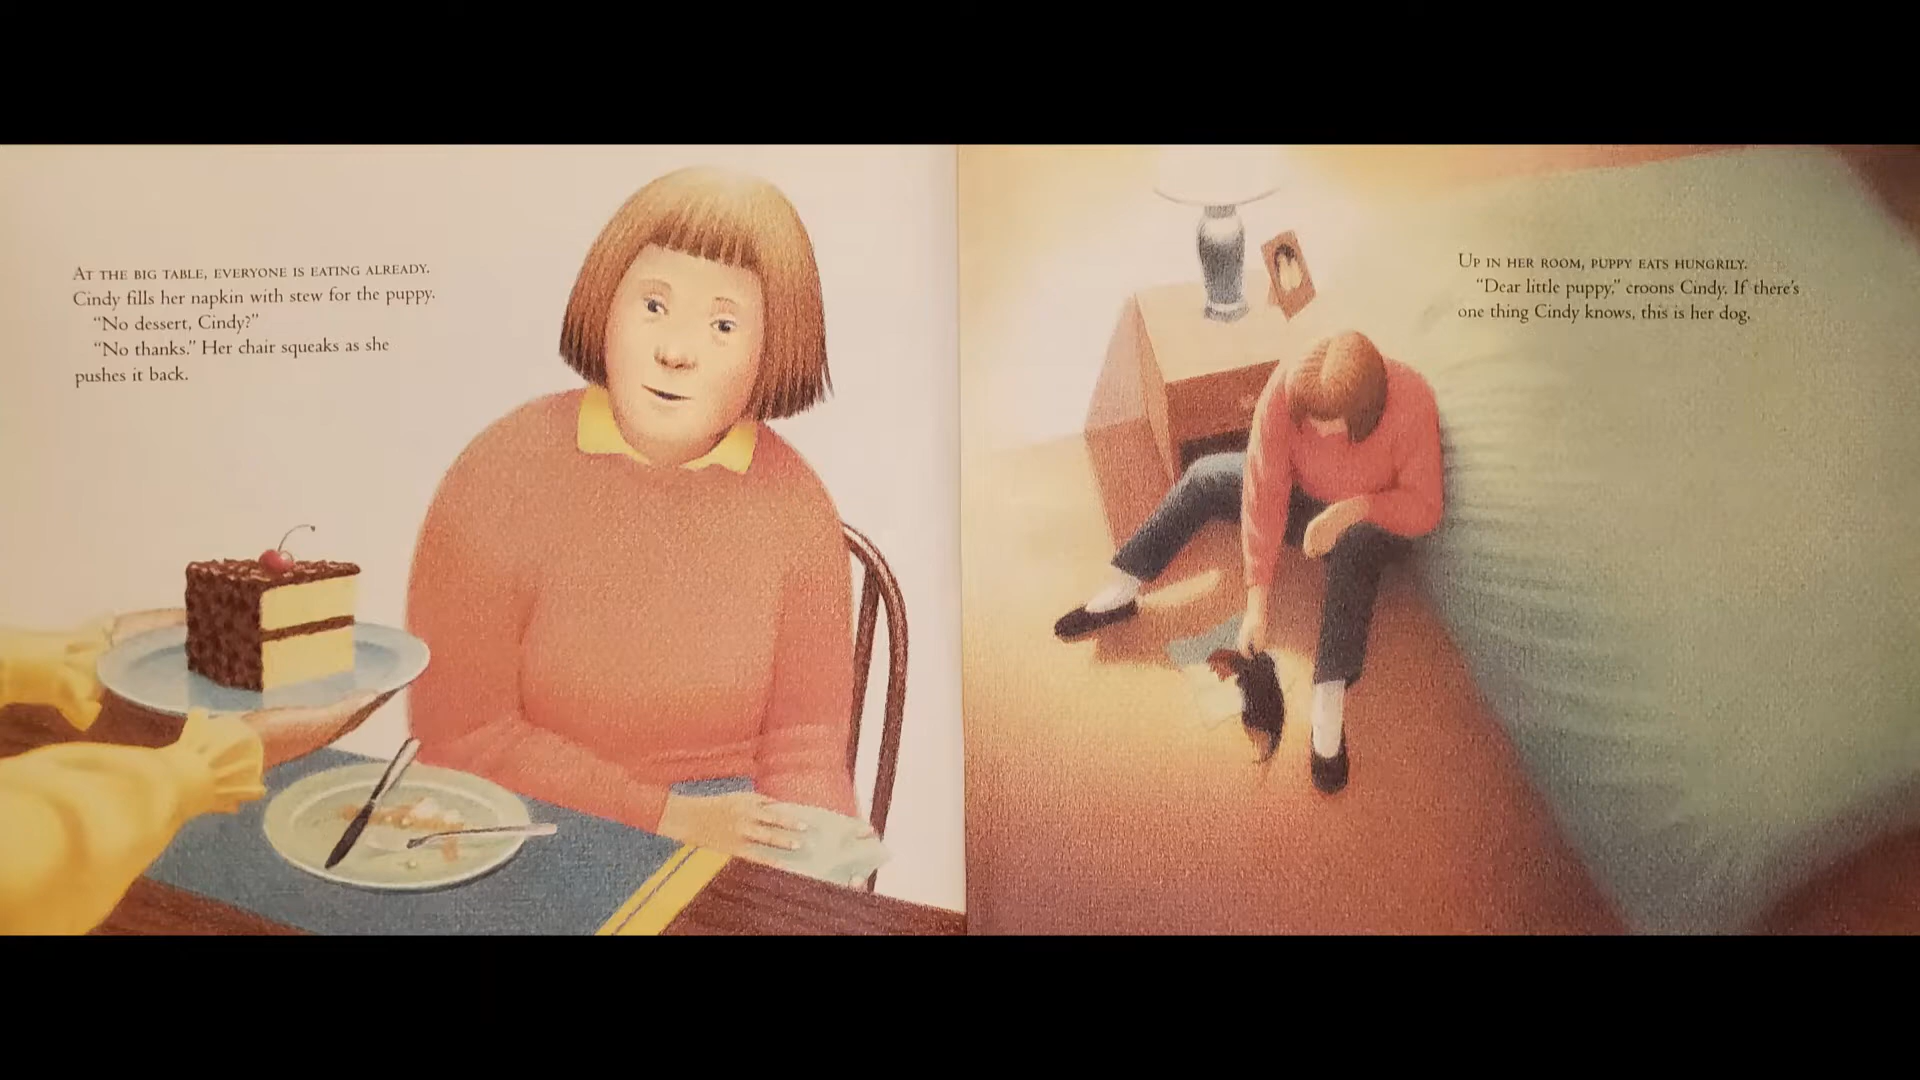 At the big table, everyone is eating already.
Cindy fills her napkin with stew for the puppy.
“No dessert, Cindy?”
“No thanks.” Her chair squeaks as she
pushes it back.
Up in her room, puppy eats hungrily.
“Dear little puppy,” croons Cindy. If there’s
one thing Cindy knows, this is her dog.